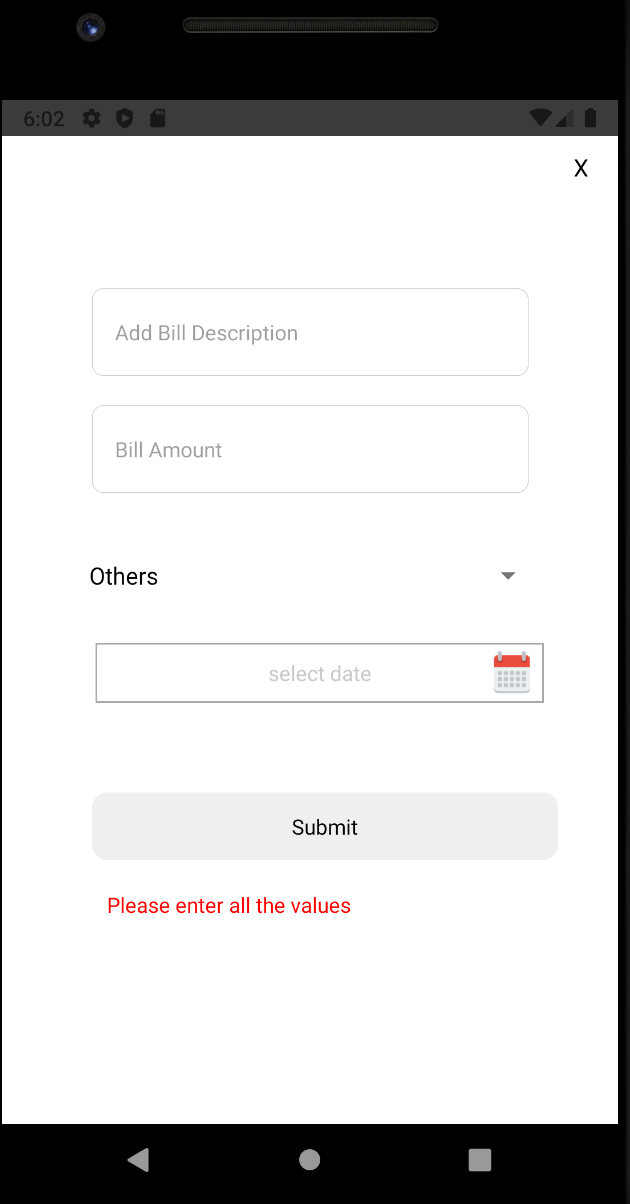 6:02
X
Add Bill Description
Bill Amount
Others
select date
Submit
Please enter all the values